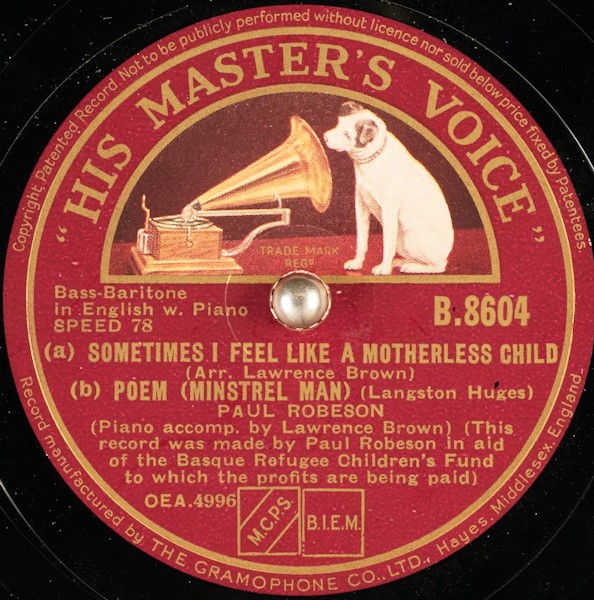 Copyright, Patented Record. Not to be publicly performed without licence nor sold below price fixed by Patentees.
"HIS MASTER'S VOICE"
TRADE MARK
REGD
Bass-Baritone
in English w. Piano
SPEED 78
B.8604
(a) SOMETIMES I FEEL LIKE A MOTHERLESS CHILD
(Arr. Lawrence Brown)
(b) POEM (MINSTREL MAN) (Langston Huges)
PAUL ROBESON
(Piano accomp. by Lawrence Brown) (This
record was made by Paul Robeson in aid
of the Basque Refugee Children's Fund
to which the profits are being paid)
OEA.4996
M.C.P.S.
B.I.E.M.
Record manufactured by THE GRAMOPHONE CO., LTD., Hayes, Middlesex, England.